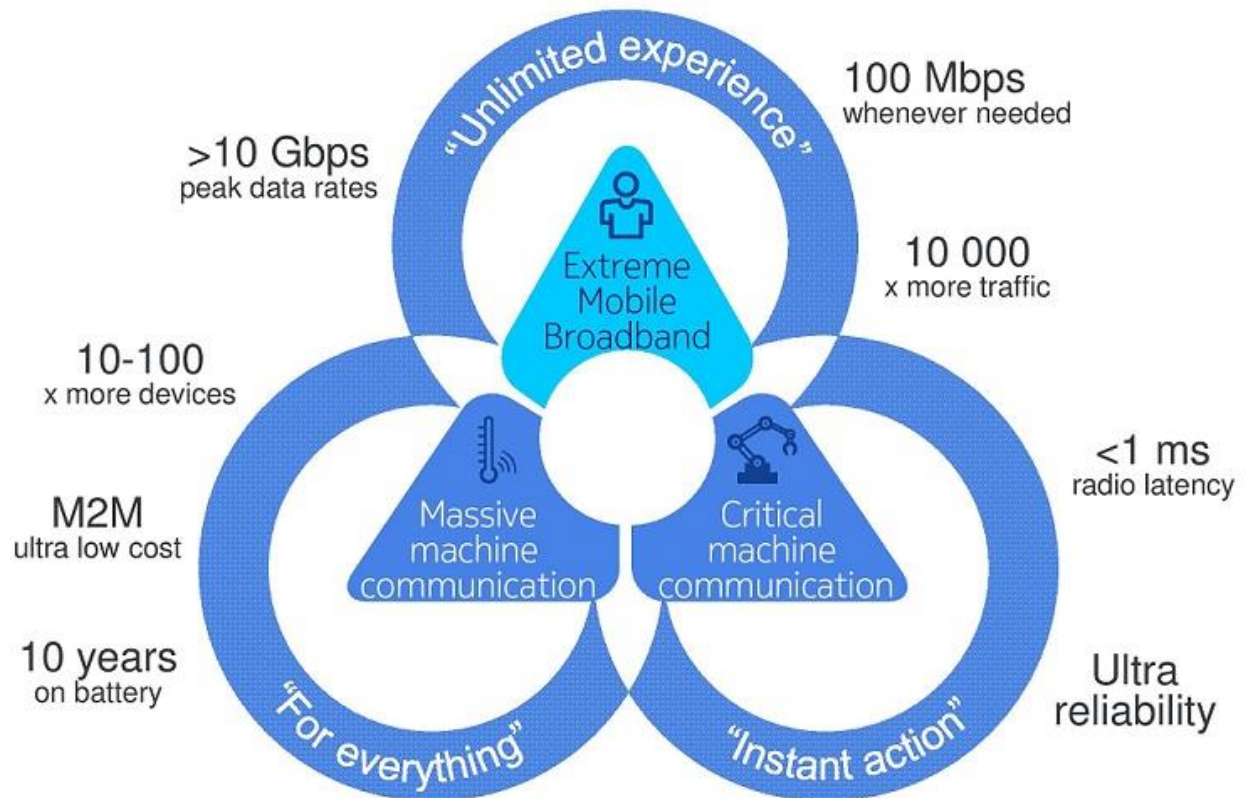 “Unlimited experience”
100 Mbps
whenever needed
>10 Gbps
peak data rates
10 000
x more traffic
Extreme
Mobile
Broadband
10-100
x more devices
<1 ms
radio latency
M2M
ultra low cost
Massive
machine
communication
Critical
machine
communication
10 years
on battery
Ultra
reliability
“For everything”
“Instant action”